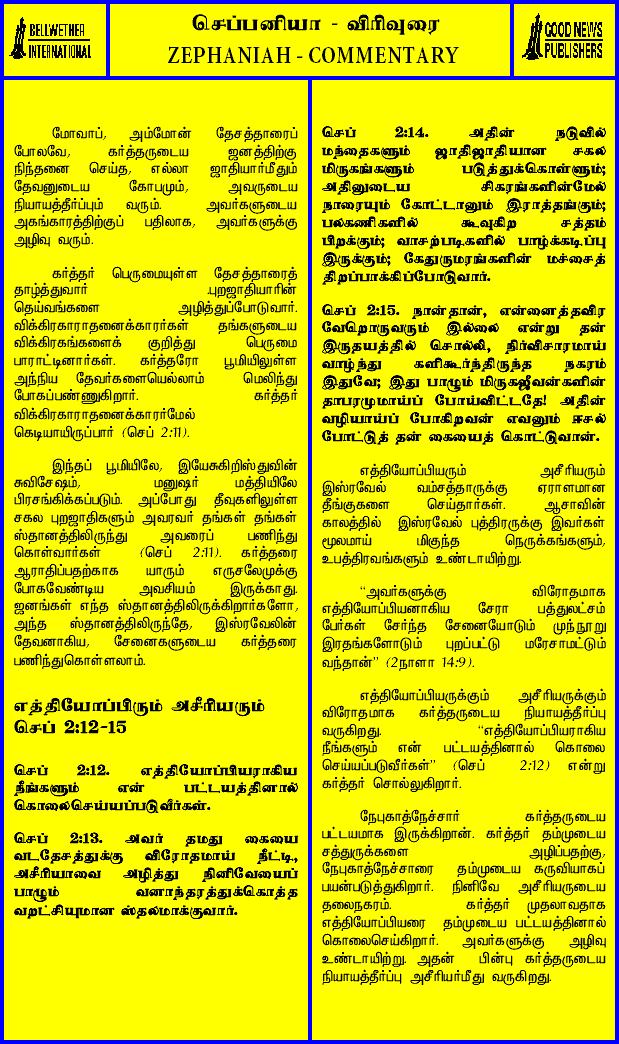 BELLWETHER
INTERNATIONAL
செப்பனியா - விரிவுரை
ZEPHANIAH - COMMENTARY
GOOD NEWS
PUBLISHERS
மோவாப், அம்மோன் தேசத்தாரைப்
போலவே, கர்த்தருடைய ஜனத்திற்கு
நிந்தனை செய்த, எல்லா ஜாதியார்மீதும்
தேவனுடைய கோபமும், அவருடைய
நியாயத்தீர்ப்பும் வரும். அவர்களுடைய
அகங்காரத்திற்குப் பதிலாக, அவர்களுக்கு
அழிவு வரும்.
கர்த்தர் பெருமையுள்ள தேசத்தாரைத்
தாழ்த்துவார் .புறஜாதியாரின்
தெய்வங்களை அழித்துப்போடுவார்.
விக்கிரகாராதனைக்காரர்கள் தங்களுடைய
விக்கிரகங்களைக் குறித்து பெருமை
பாராட்டினார்கள். கர்த்தரோ பூமியிலுள்ள
அந்நிய தேவர்களையெல்லாம் மெலிந்து
போகப்பண்ணுகிறார். கர்த்தர்
விக்கிரகாராதனைக்காரர்மேல்
கெடியாயிருப்பார் (செப் 2:11).
இந்தப் பூமியிலே, இயேசுகிறிஸ்துவின்
சுவிசேஷம், மனுஷர் மத்தியிலே
பிரசங்கிக்கப்படும். அப்போது தீவுகளிலுள்ள
சகல புறஜாதிகளும் அவரவர் தங்கள் தங்கள்
ஸ்தானத்திலிருந்து அவரைப் பணிந்து
கொள்வார்கள் (செப் 2:11). கர்த்தரை
ஆராதிப்பதற்காக யாரும் எருசலேமுக்கு
போகவேண்டிய அவசியம் இருக்காது.
ஜனங்கள் எந்த ஸ்தானத்திலிருக்கிறார்களோ,
அந்த ஸ்தானத்திலிருந்தே, இஸ்ரவேலின்
தேவனாகிய, சேனைகளுடைய கர்த்தரை
பணிந்துகொள்ளலாம்.
எத்தியோப்பிரும் அசீரியரும்
செப் 2:12-15
செப் 2:12. எத்தியோப்பியராகிய
நீங்களும் என் பட்டயத்தினால்
கொலைசெய்யப்படுவீர்கள்.
செப் 2:13. அவர் தமது கையை
வடதேசத்துக்கு விரோதமாய் நீட்டி,
அசீரியாவை அழித்து நினிவேயைப்
பாழும் வனாந்தரத்துக்கொத்த
வறட்சியுமான ஸ்தலமாக்குவார்.
செப் 2:14. அதின் நடுவில்
மந்தைகளும் ஜாதிஜாதியான சகல
மிருகங்களும் படுத்துக்கொள்ளும்;
அதினுடைய சிகரங்களின்மேல்
நாரையும் கோட்டானும் இராத்தங்கும்;
பலகணிகளில் கூவுகிற சத்தம்
பிறக்கும்; வாசற்படிகளில் பாழ்க்கடிப்பு
இருக்கும்; கேதுருமரங்களின் மச்சைத்
திறப்பாக்கிப்போடுவார்.
செப் 2:15. நான்தான், என்னைத்தவிர
வேறொருவரும் இல்லை என்று தன்
இருதயத்தில் சொல்லி, நிர்விசாரமாய்
வாழ்ந்து களிகூர்ந்திருந்த நகரம்
இதுவே; இது பாழும் மிருகஜீவன்களின்
தாபரமுமாய்ப் போய்விட்டதே! அதின்
வழியாய்ப் போகிறவன் எவனும் ஈசல்
போட்டுத் தன் கையைத் கொட்டுவான்.
எத்தியோப்பியரும் அசீரியரும்
இஸ்ரவேல் வம்சத்தாருக்கு ஏராளமான
தீங்குகளை செய்தார்கள். ஆசாவின்
காலத்தில் இஸ்ரவேல் புத்திரருக்கு இவர்கள்
மூலமாய் மிகுந்த நெருக்கங்களும்,
உபத்திரவங்களும் உண்டாயிற்று.
“அவர்களுக்கு விரோதமாக
எத்தியோப்பியனாகிய சேரா பத்துலட்சம்
பேர்கள் சேர்ந்த சேனையோடும் முந்நூறு
இரதங்களோடும் புறப்பட்டு மரேசாமட்டும்
வந்தான்” (2நாளா 14:9).
எத்தியோப்பியருக்கும் அசீரியருக்கும்
விரோதமாக கர்த்தருடைய நியாயத்தீர்ப்பு
வருகிறது. “எத்தியோப்பியராகிய
நீங்களும் என் பட்டயத்தினால் கொலை
செய்யப்படுவீர்கள்” (செப் 2:12) என்று
கர்த்தர் சொல்லுகிறார்.
நேபுகாத்நேச்சார் கர்த்தருடைய
பட்டயமாக இருக்கிறான். கர்த்தர் தம்முடைய
சத்துருக்களை அழிப்பதற்கு,
நேபுகாத்நேச்சாரை தம்முடைய கருவியாகப்
பயன்படுத்துகிறார். நினிவே அசீரியருடைய
தலைநகரம். கர்த்தர் முதலாவதாக
எத்தியோப்பியரை தம்முடைய பட்டயத்தினால்
கொலைசெய்கிறார். அவர்களுக்கு அழிவு
உண்டாயிற்று. அதன் பின்பு கர்த்தருடைய
நியாயத்தீர்ப்பு அசீரியர்மீது வருகிறது.